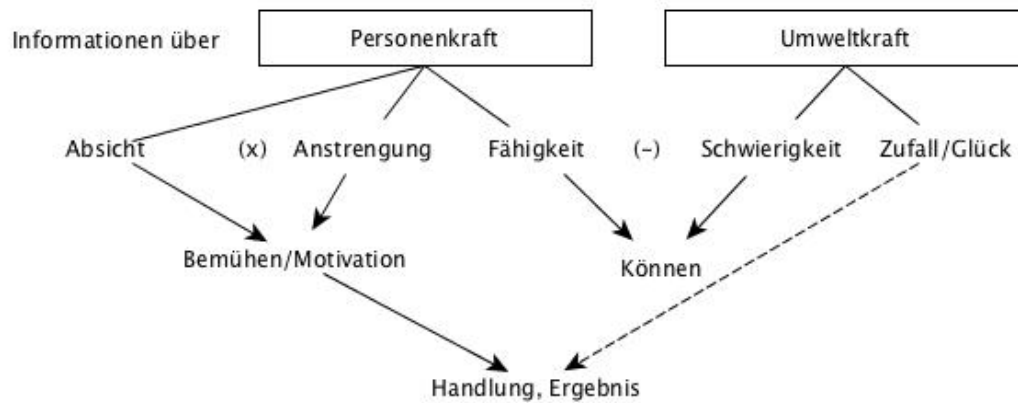 Informationen über Personenkraft Umweltkraft
Absicht (x) Anstrengung Fähigkeit (–) Schwierigkeit Zufall/Glück
Bemühen/Motivation Können
Handlung, Ergebnis